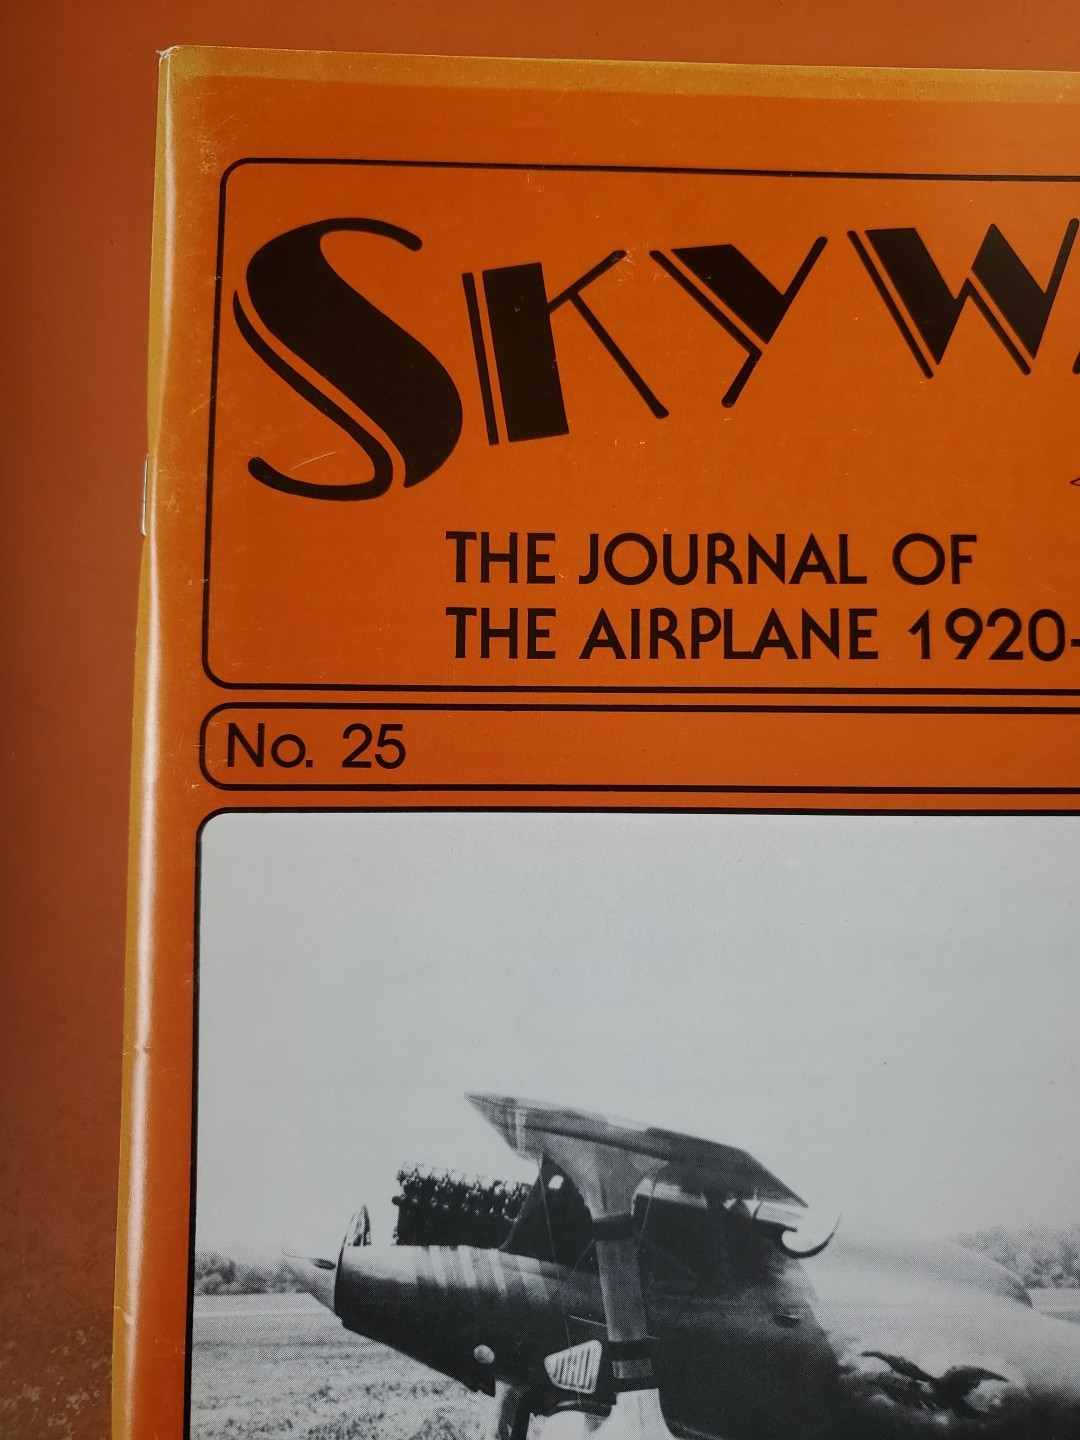 SKYW
THE JOURNAL OF
THE AIRPLANE 1920-
No. 25